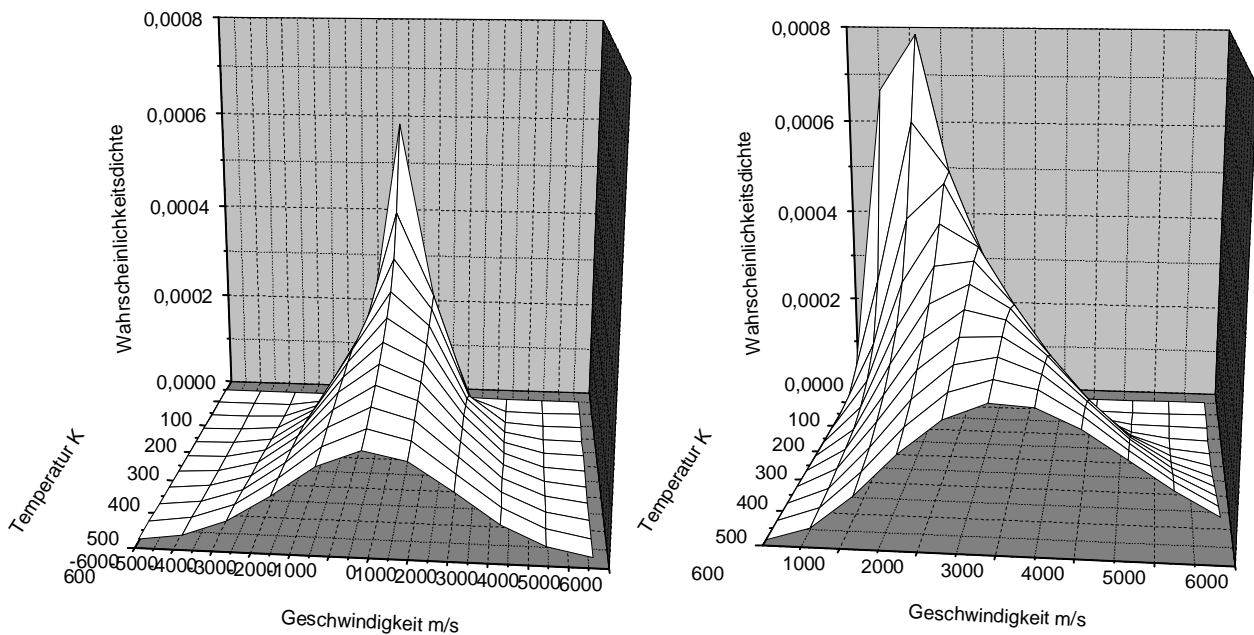 0,0008
0,0006
0,0004
0,0002
0,0000
Wahrscheinlichkeitsdichte
100
200
300
400
500
600
Temperatur K
-6000 -5000 -4000 -3000 -2000 -1000 0 1000 2000 3000 4000 5000 6000
Geschwindigkeit m/s
0,0008
0,0006
0,0004
0,0002
0,0000
Wahrscheinlichkeitsdichte
100
200
300
400
500
600
Temperatur K
1000 2000 3000 4000 5000 6000
Geschwindigkeit m/s